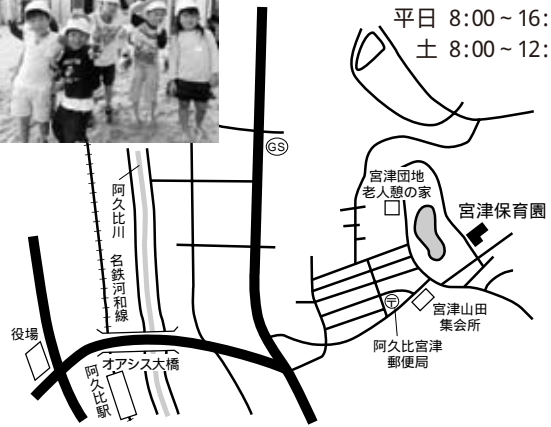 平日 8:00～16:
土 8:00～12:
GS
宮津団地
老人憩の家
宮津保育園
阿久比川
名鉄河和線
〒
宮津山田
集会所
阿久比宮津
郵便局
役場
オアシス大橋
阿久比駅